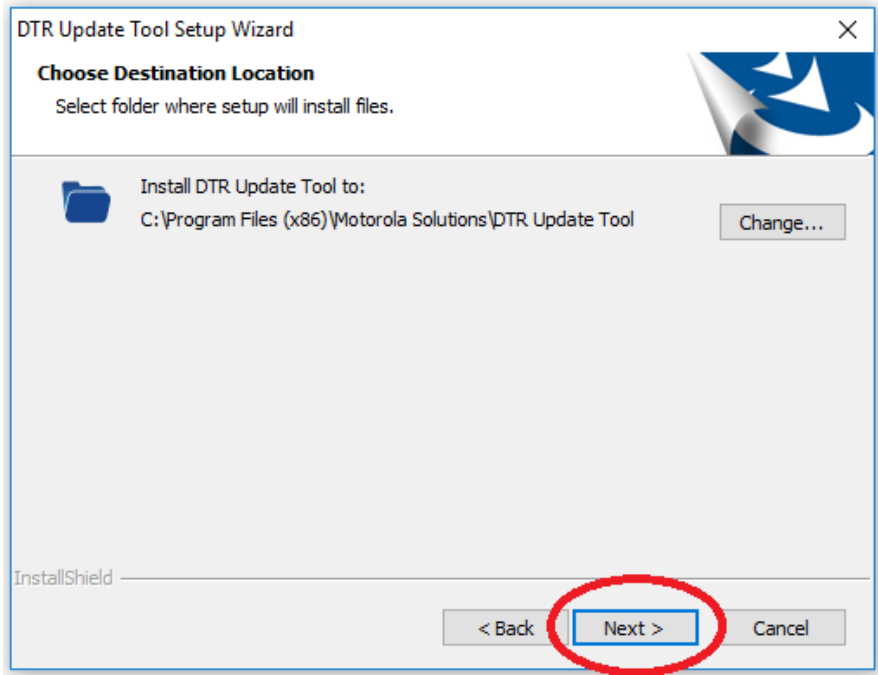 DTR Update Tool Setup Wizard
Choose Destination Location
Select folder where setup will install files.
Install DTR Update Tool to:
C:\Program Files (x86)\Motorola Solutions\DTR Update Tool
Change...
InstallShield
< Back
Next >
Cancel